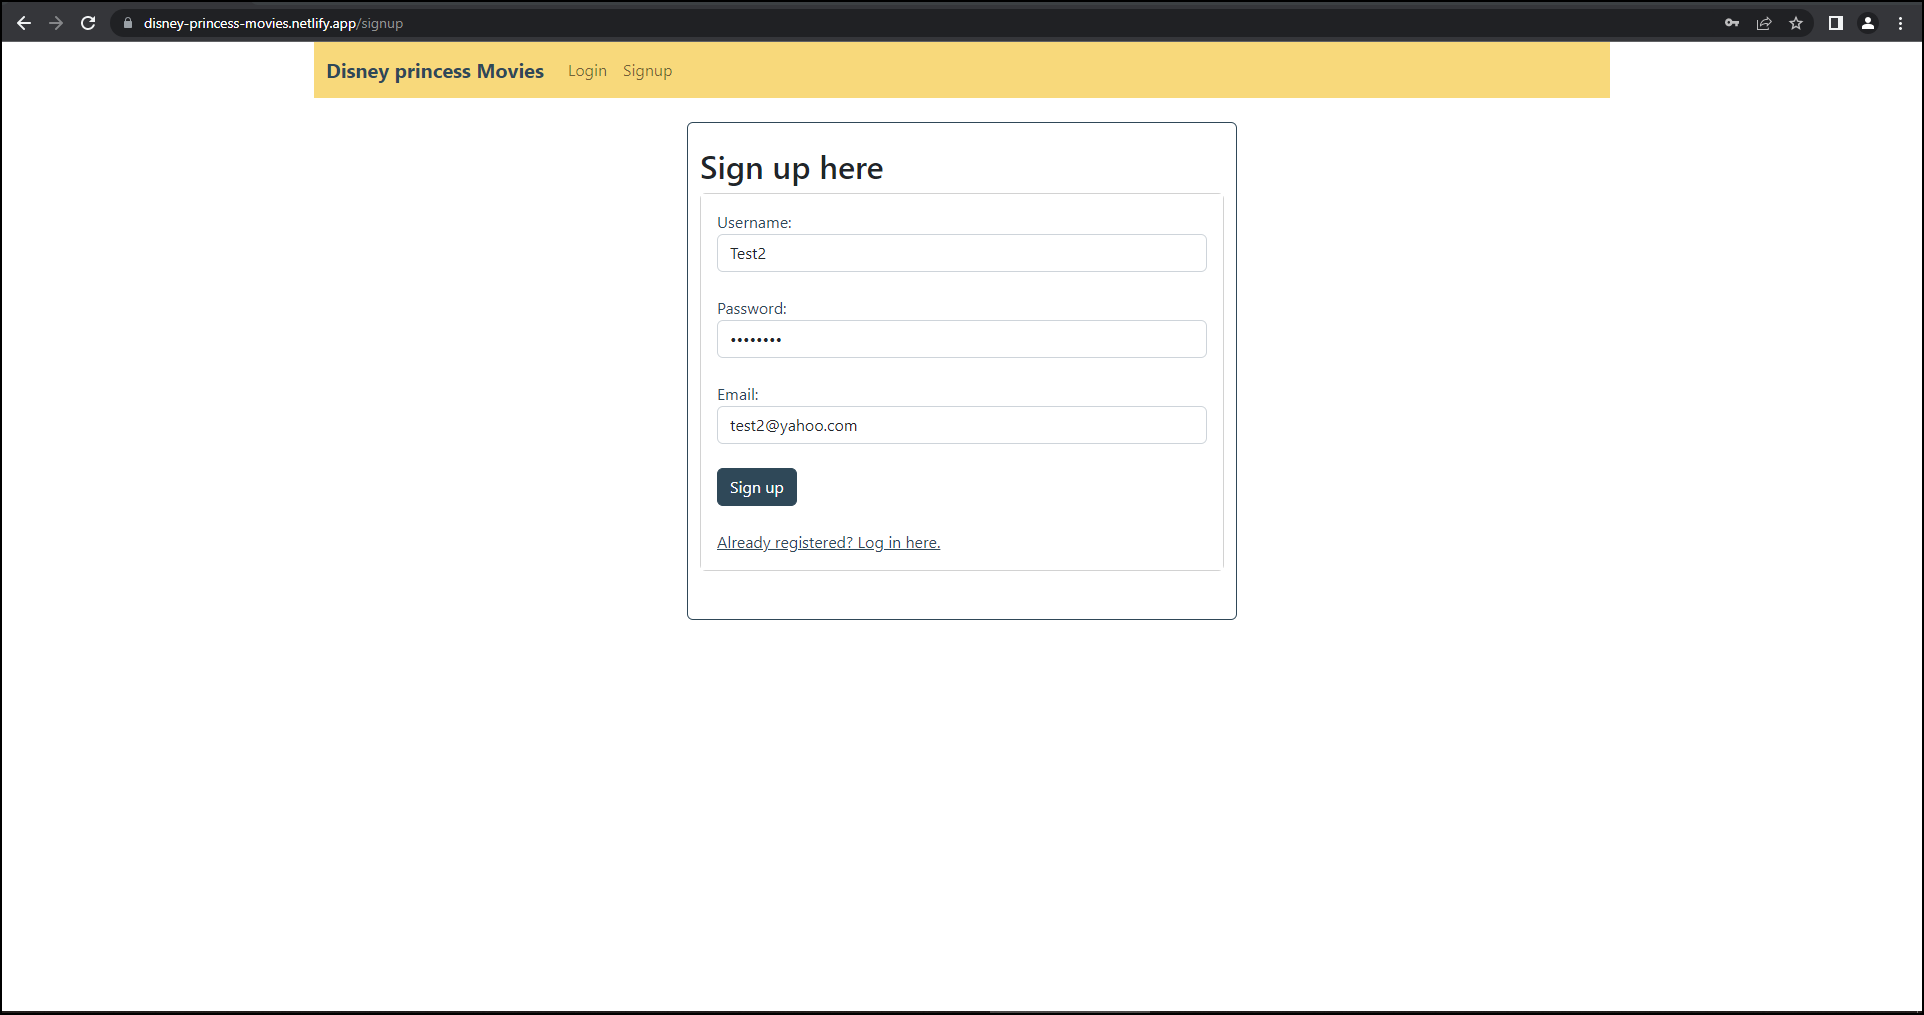 disney-princess-movies.netlify.app/signup
Disney princess Movies Login Signup
Sign up here
Username:
Test2
Password:
••••••••
Email:
test2@yahoo.com
Sign up
Already registered? Log in here.